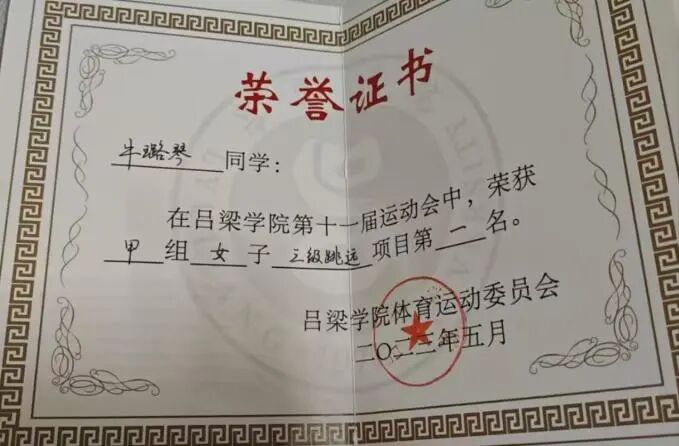 荣誉证书
牛璐琴同学:
在吕梁学院第十一届运动会中,荣获
甲组女子三级跳远项目第二名。
吕梁学院体育运动委员会
二〇二三年五月